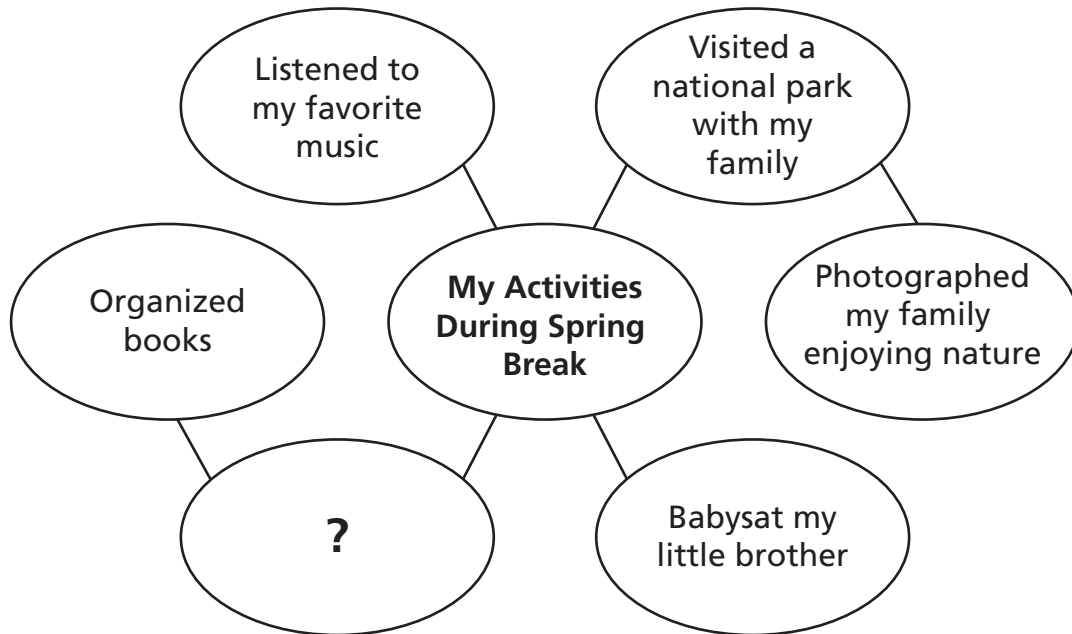 Listened to
my favorite
music
Visited a
national park
with my
family
Organized
books
My Activities
During Spring
Break
Photographed
my family
enjoying nature
?
Babysat my
little brother